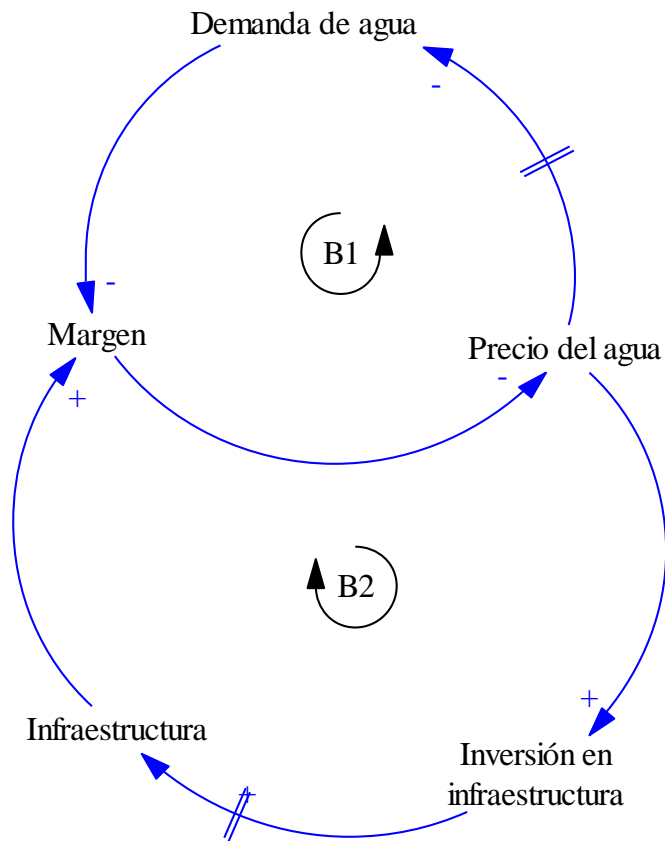 Demanda de agua
-
B1
-
Margen
Precio del agua
-
+
B2
+
Infraestructura
Inversión en
infraestructura
+